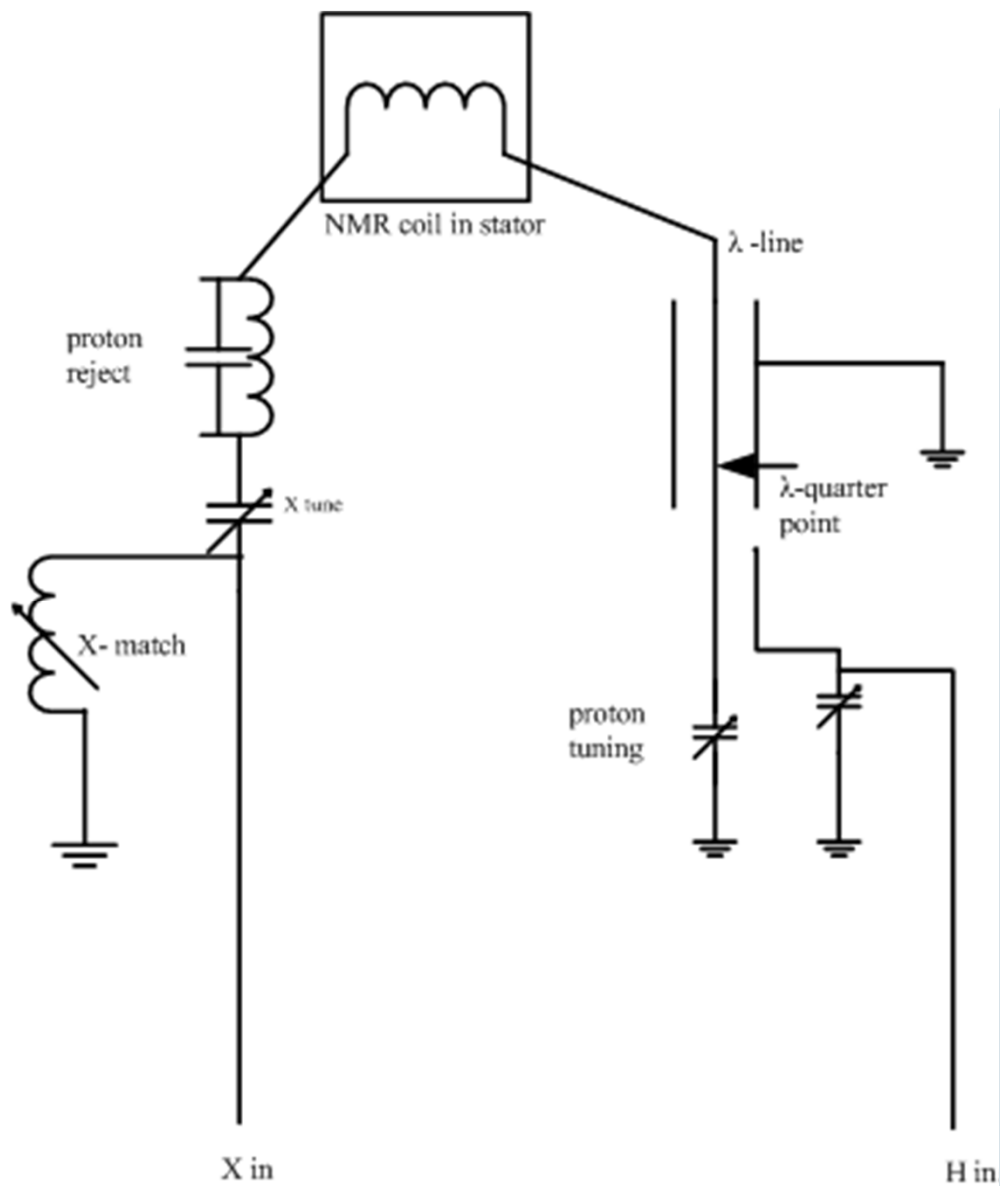 NMR coil in stator
λ -line
proton
reject
X tune
λ-quarter
point
X- match
proton
tuning
X in
H in